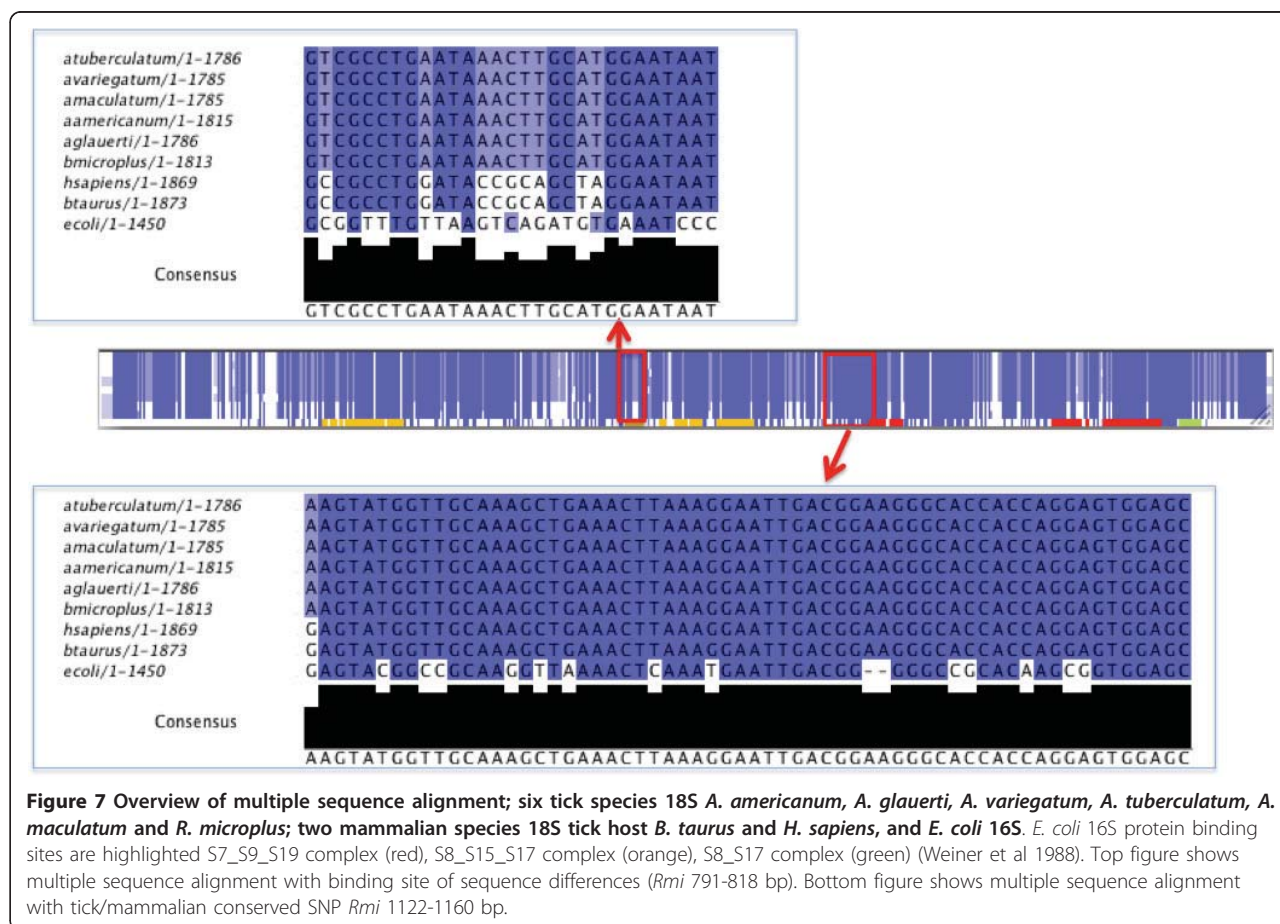 atuberculatum/1-1786 GTCGCCTGAATAAACTTGCATGGAATAAT
avariegatum/1-1785 GTCGCCTGAATAAACTTGCATGGAATAAT
amaculatum/1-1785 GTCGCCTGAATAAACTTGCATGGAATAAT
aamericanum/1-1815 GTCGCCTGAATAAACTTGCATGGAATAAT
aglauerti/1-1786 GTCGCCTGAATAAACTTGCATGGAATAAT
bmicroplus/1-1813 GTCGCCTGAATAAACTTGCATGGAATAAT
hsapiens/1-1869 GCCGCCTGGATACCGCAGCTAGGAATAAT
btaurus/1-1873 GCCGCCTGGATACCGCAGCTAGGAATAAT
ecoli/1-1450 GCGGTTTGTTAAGTCAGATGTGAAATCCC
Consensus
GTCGCCTGAATAAACTTGCATGGAATAAT
atuberculatum/1-1786 AAGTATGGTTGCAAAGCTGAAACTTAAAGGAATTGACGGAAGGGCACCACCAGGAGTGGAGC
avariegatum/1-1785 AAGTATGGTTGCAAAGCTGAAACTTAAAGGAATTGACGGAAGGGCACCACCAGGAGTGGAGC
amaculatum/1-1785 AAGTATGGTTGCAAAGCTGAAACTTAAAGGAATTGACGGAAGGGCACCACCAGGAGTGGAGC
aamericanum/1-1815 AAGTATGGTTGCAAAGCTGAAACTTAAAGGAATTGACGGAAGGGCACCACCAGGAGTGGAGC
aglauerti/1-1786 AAGTATGGTTGCAAAGCTGAAACTTAAAGGAATTGACGGAAGGGCACCACCAGGAGTGGAGC
bmicroplus/1-1813 AAGTATGGTTGCAAAGCTGAAACTTAAAGGAATTGACGGAAGGGCACCACCAGGAGTGGAGC
hsapiens/1-1869 GAGTATGGTTGCAAAGCTGAAACTTAAAGGAATTGACGGAAGGGCACCACCAGGAGTGGAGC
btaurus/1-1873 GAGTATGGTTGCAAAGCTGAAACTTAAAGGAATTGACGGAAGGGCACCACCAGGAGTGGAGC
ecoli/1-1450 GAGTACGGCCGCAAGGTTAAAACTCAAATGAATTGACGG--GGGCCGCACAAGCGGTGGAGC
Consensus
AAGTATGGTTGCAAAGCTGAAACTTAAAGGAATTGACGGAAGGGCACCACCAGGAGTGGAGC
Figure 7 Overview of multiple sequence alignment; six tick species 18S A. americanum, A. glauerti, A. variegatum, A. tuberculatum, A.
maculatum and R. microplus; two mammalian species 18S tick host B. taurus and H. sapiens, and E. coli 16S. E. coli 16S protein binding
sites are highlighted S7_S9_S19 complex (red), S8_S15_S17 complex (orange), S8_S17 complex (green) (Weiner et al 1988). Top figure shows
multiple sequence alignment with binding site of sequence differences (Rmi 791-818 bp). Bottom figure shows multiple sequence alignment
with tick/mammalian conserved SNP Rmi 1122-1160 bp.